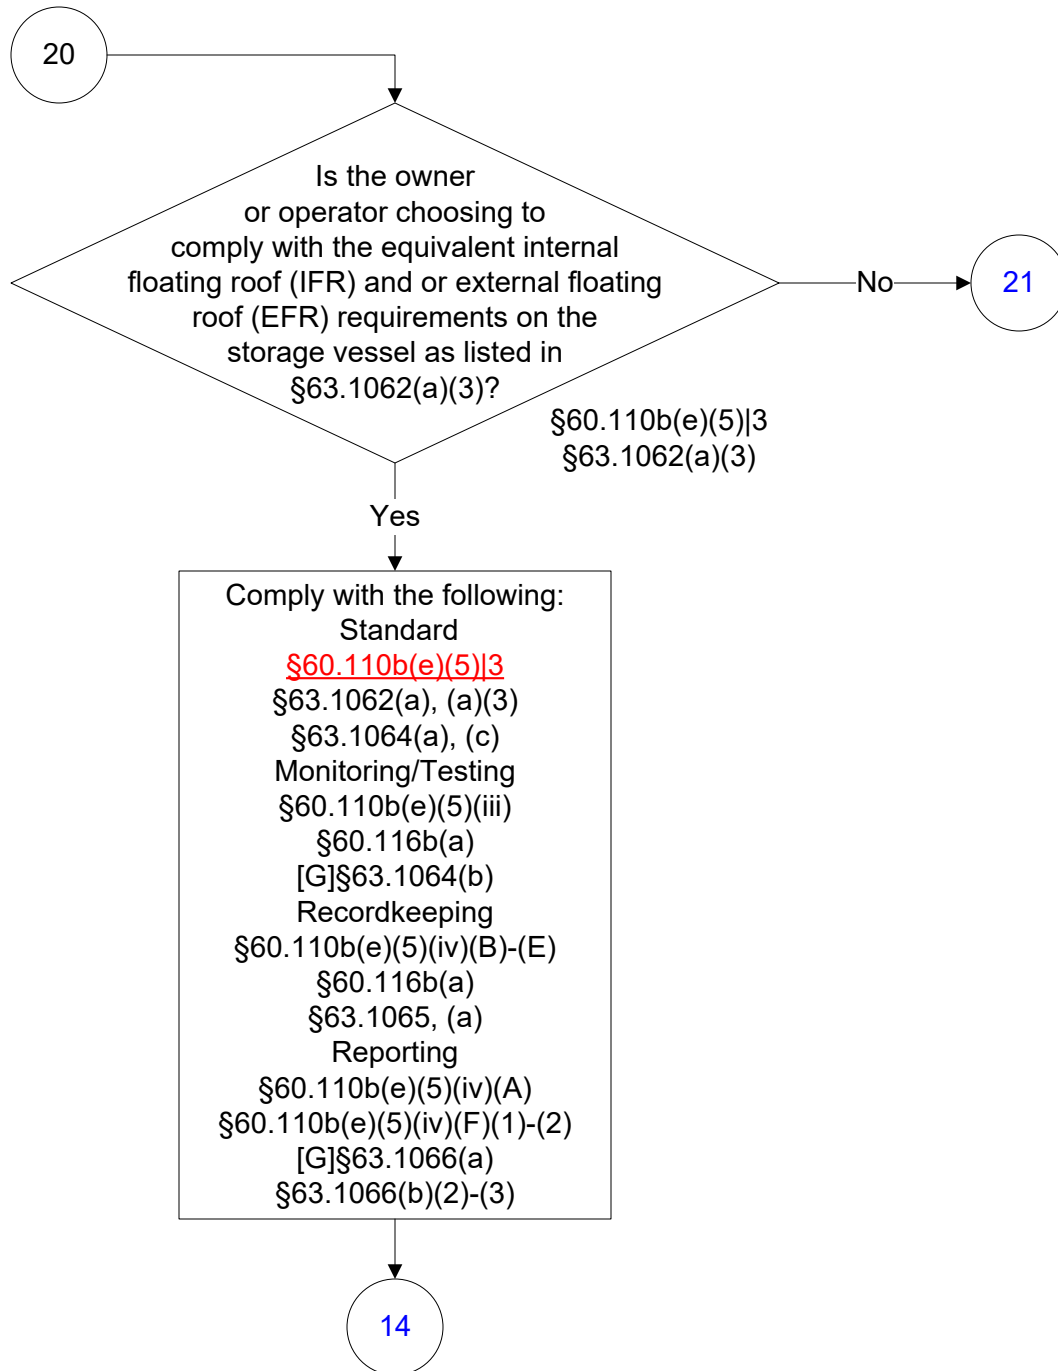 20
Is the owner
or operator choosing to
comply with the equivalent internal
floating roof (IFR) and or external floating
roof (EFR) requirements on the
storage vessel as listed in
§63.1062(a)(3)?
No
21
§60.110b(e)(5)|3
§63.1062(a)(3)
Yes
Comply with the following:
Standard
§60.110b(e)(5)|3
§63.1062(a), (a)(3)
§63.1064(a), (c)
Monitoring/Testing
§60.110b(e)(5)(iii)
§60.116b(a)
[G]§63.1064(b)
Recordkeeping
§60.110b(e)(5)(iv)(B)-(E)
§60.116b(a)
§63.1065, (a)
Reporting
§60.110b(e)(5)(iv)(A)
§60.110b(e)(5)(iv)(F)(1)-(2)
[G]§63.1066(a)
§63.1066(b)(2)-(3)
14